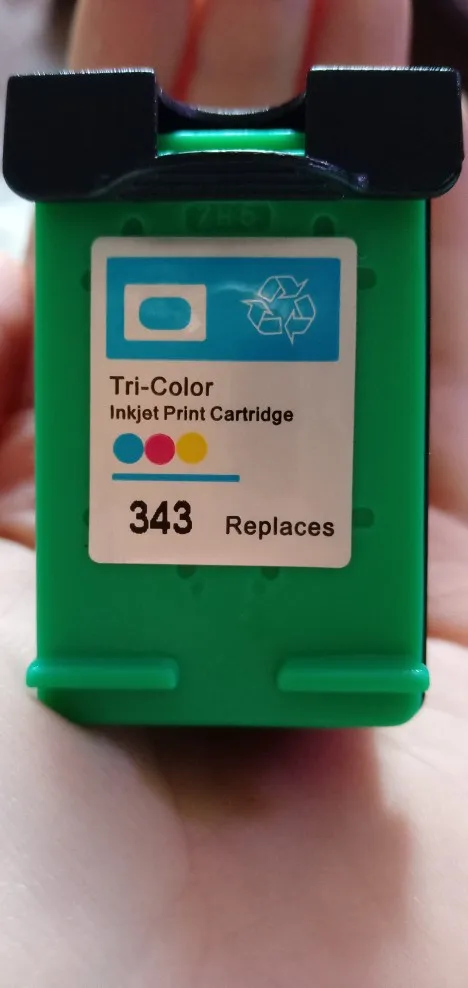 Tri-Color
Inkjet Print Cartridge
343 Replaces